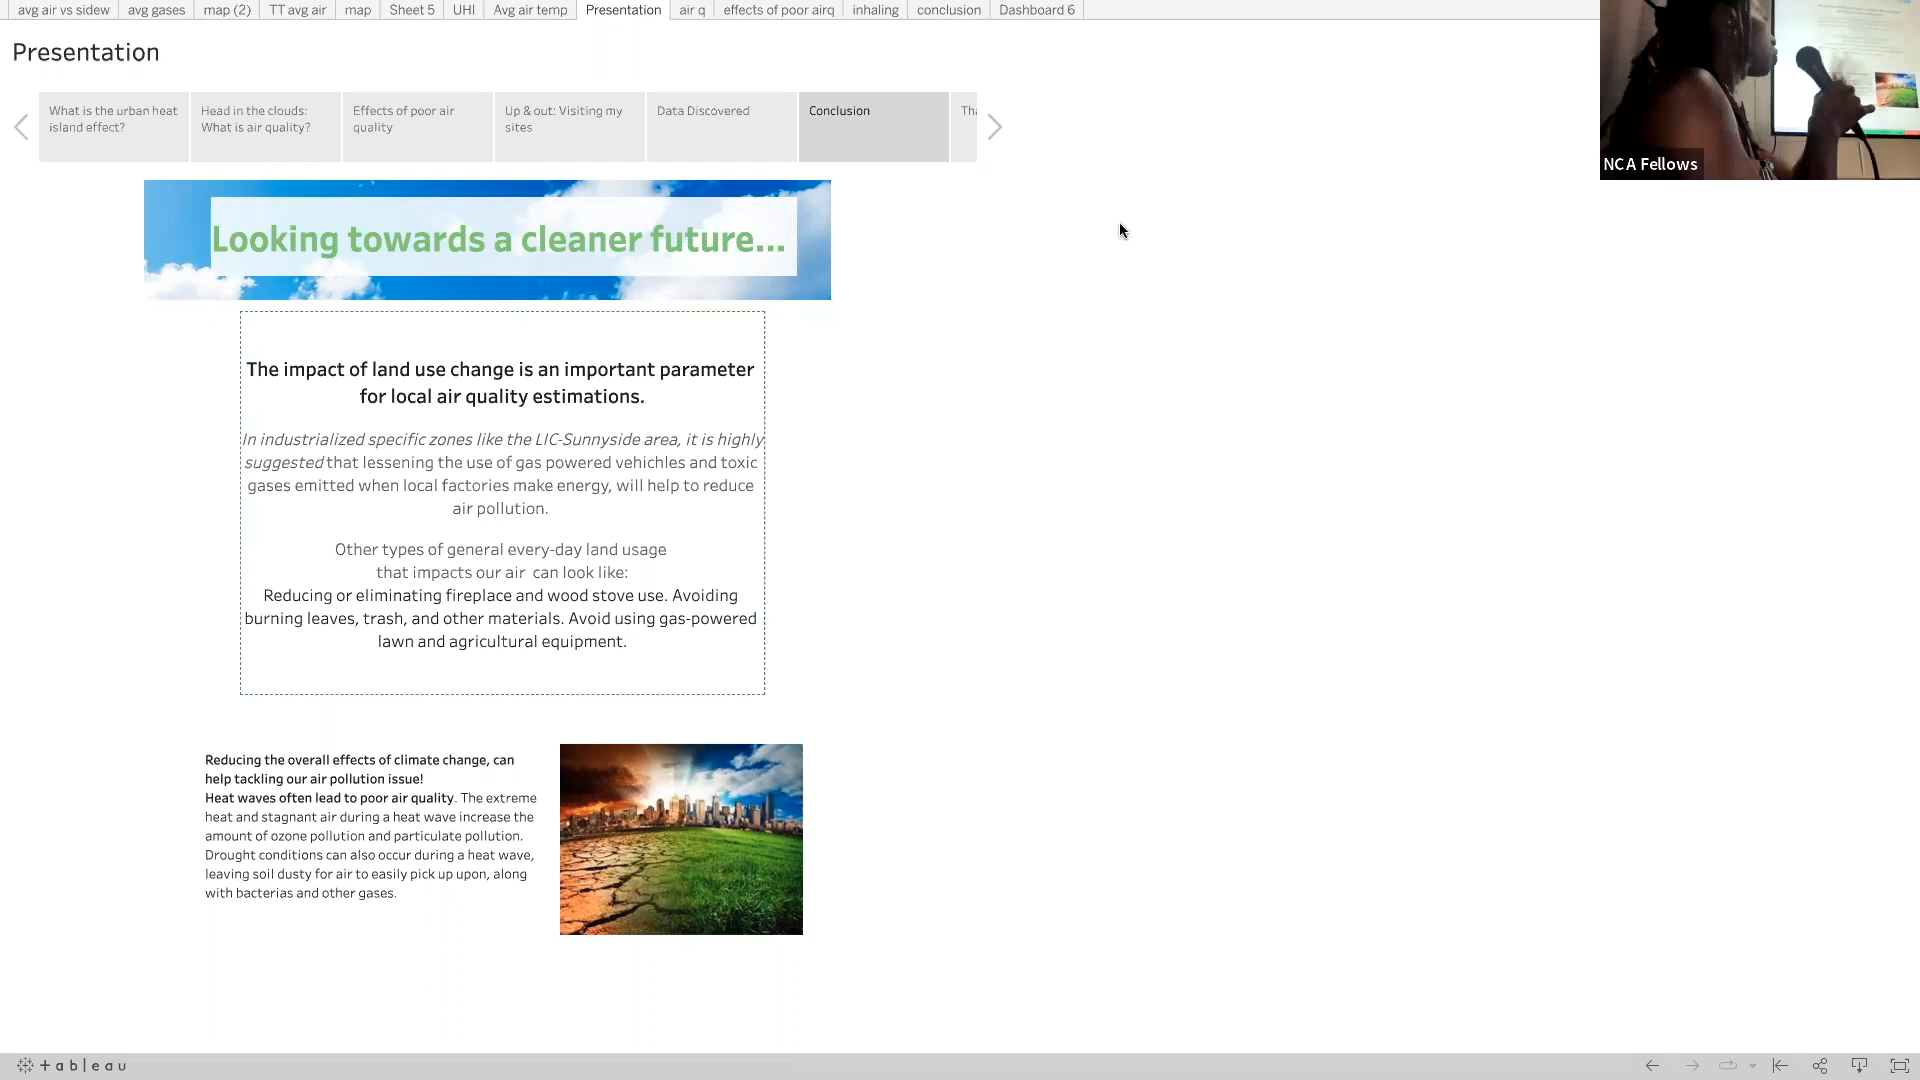 avg air vs sidew
avg gases
map (2)
TT avg air
map
Sheet 5
UHI
Avg air temp
Presentation
air q
effects of poor airq
inhaling
conclusion
Dashboard 6
Presentation
What is the urban heat
island effect?
Head in the clouds:
What is air quality?
Effects of poor air
quality
Up & out: Visiting my
sites
Data Discovered
Conclusion
NCA Fellows
Looking towards a cleaner future...
The impact of land use change is an important parameter
for local air quality estimations.
In industrialized specific zones like the LIC-Sunnyside area, it is highly
suggested that lessening the use of gas powered vehichles and toxic
gases emitted when local factories make energy, will help to reduce
air pollution.
Other types of general every-day land usage
that impacts our air can look like:
Reducing or eliminating fireplace and wood stove use. Avoiding
burning leaves, trash, and other materials. Avoid using gas-powered
lawn and agricultural equipment.
Reducing the overall effects of climate change, can
help tackling our air pollution issue!
Heat waves often lead to poor air quality. The extreme
heat and stagnant air during a heat wave increase the
amount of ozone pollution and particulate pollution.
Drought conditions can also occur during a heat wave,
leaving soil dusty for air to easily pick up upon, along
with bacterias and other gases.
+ a b | e a u